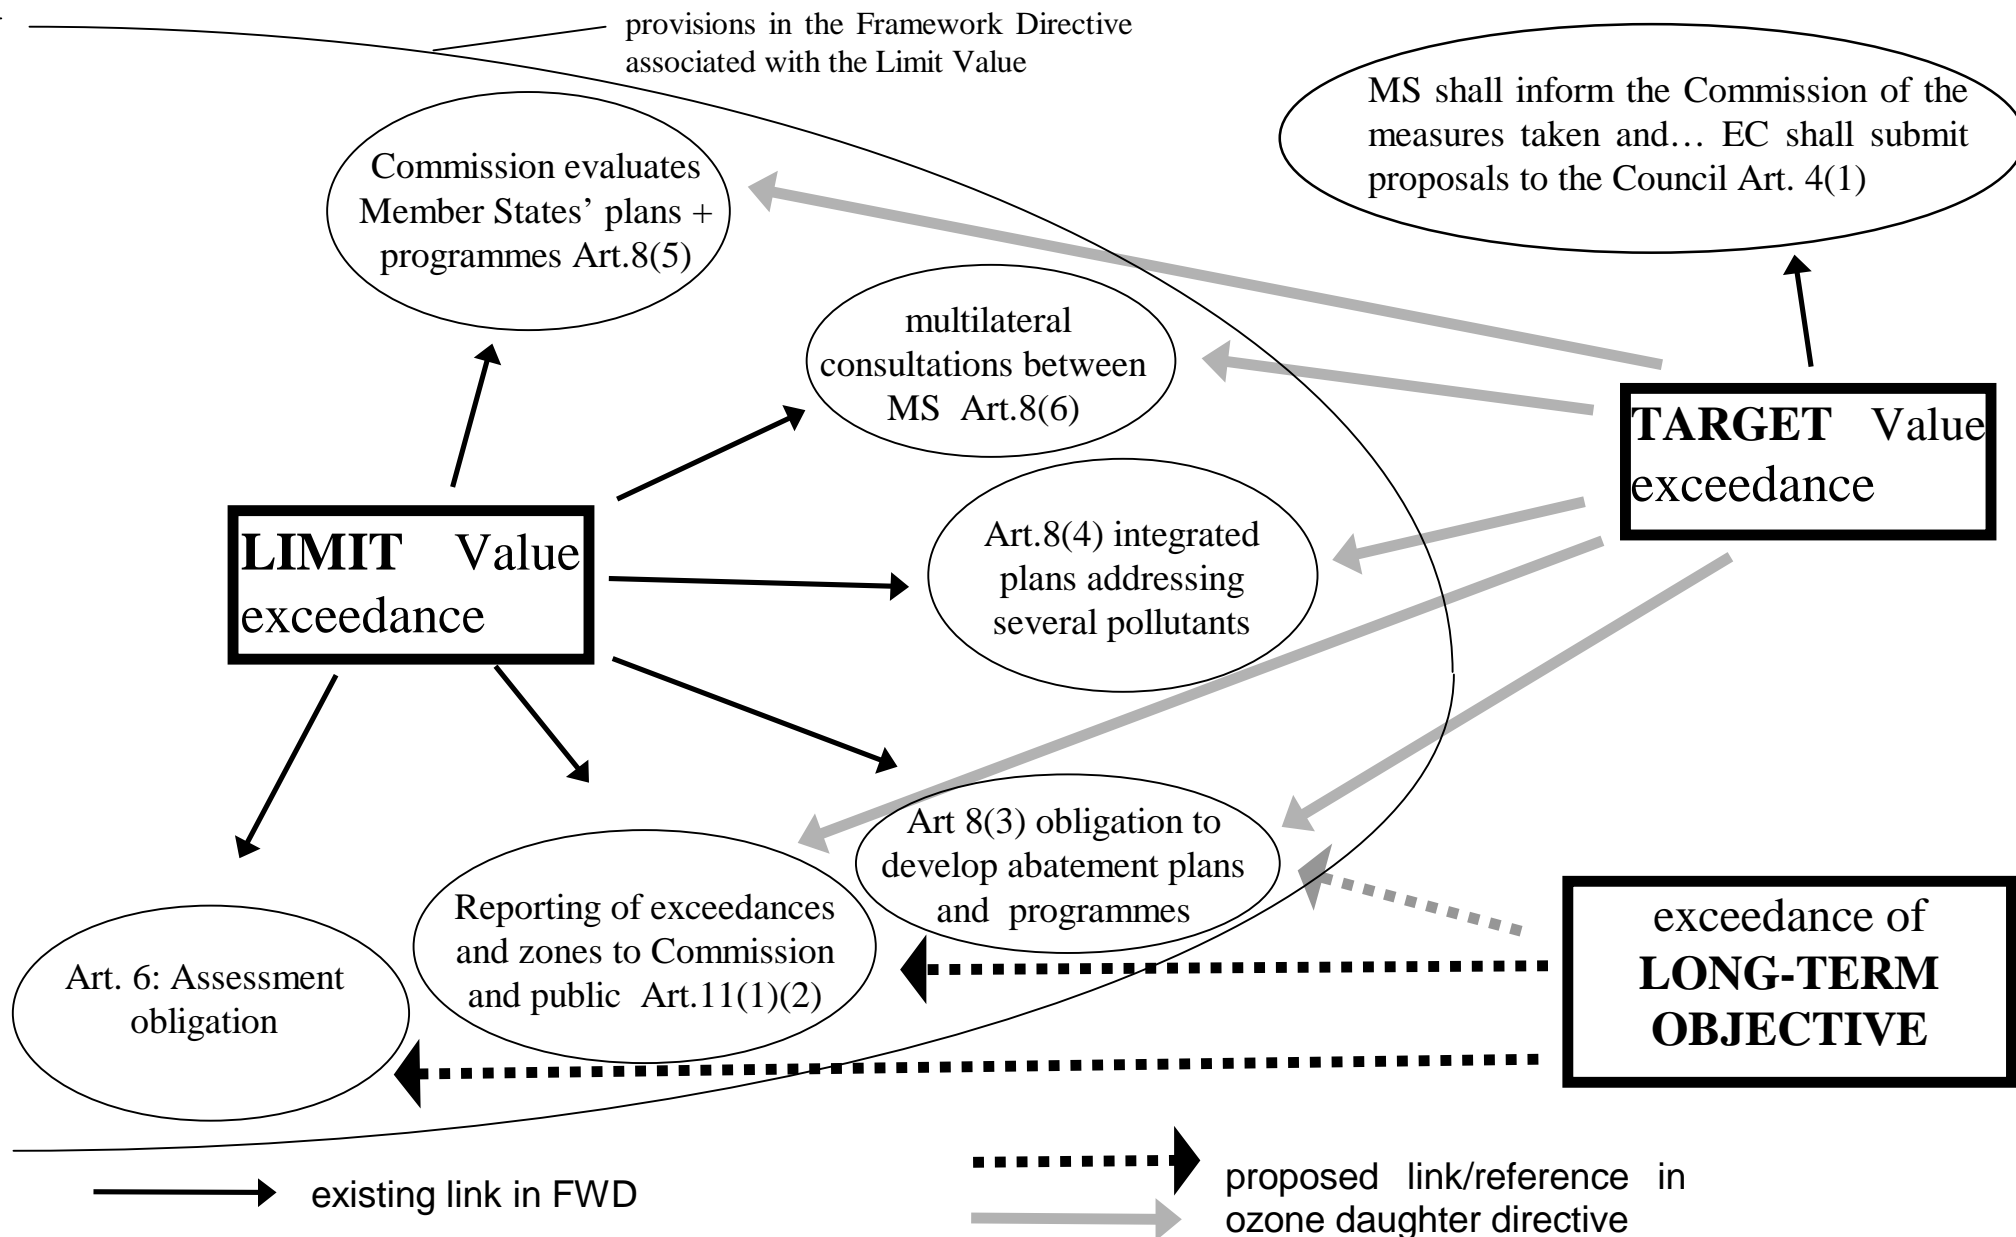 provisions in the Framework Directive
associated with the Limit Value
MS shall inform the Commission of the
measures taken and… EC shall submit
proposals to the Council Art. 4(1)
Commission evaluates
Member States’ plans +
programmes Art.8(5)
multilateral
consultations between
MS Art.8(6)
TARGET Value
exceedance
LIMIT Value
exceedance
Art.8(4) integrated
plans addressing
several pollutants
Art 8(3) obligation to
develop abatement plans
and programmes
Reporting of exceedances
and zones to Commission
and public Art.11(1)(2)
Art. 6: Assessment
obligation
exceedance of
LONG-TERM
OBJECTIVE
existing link in FWD
proposed link/reference in
ozone daughter directive